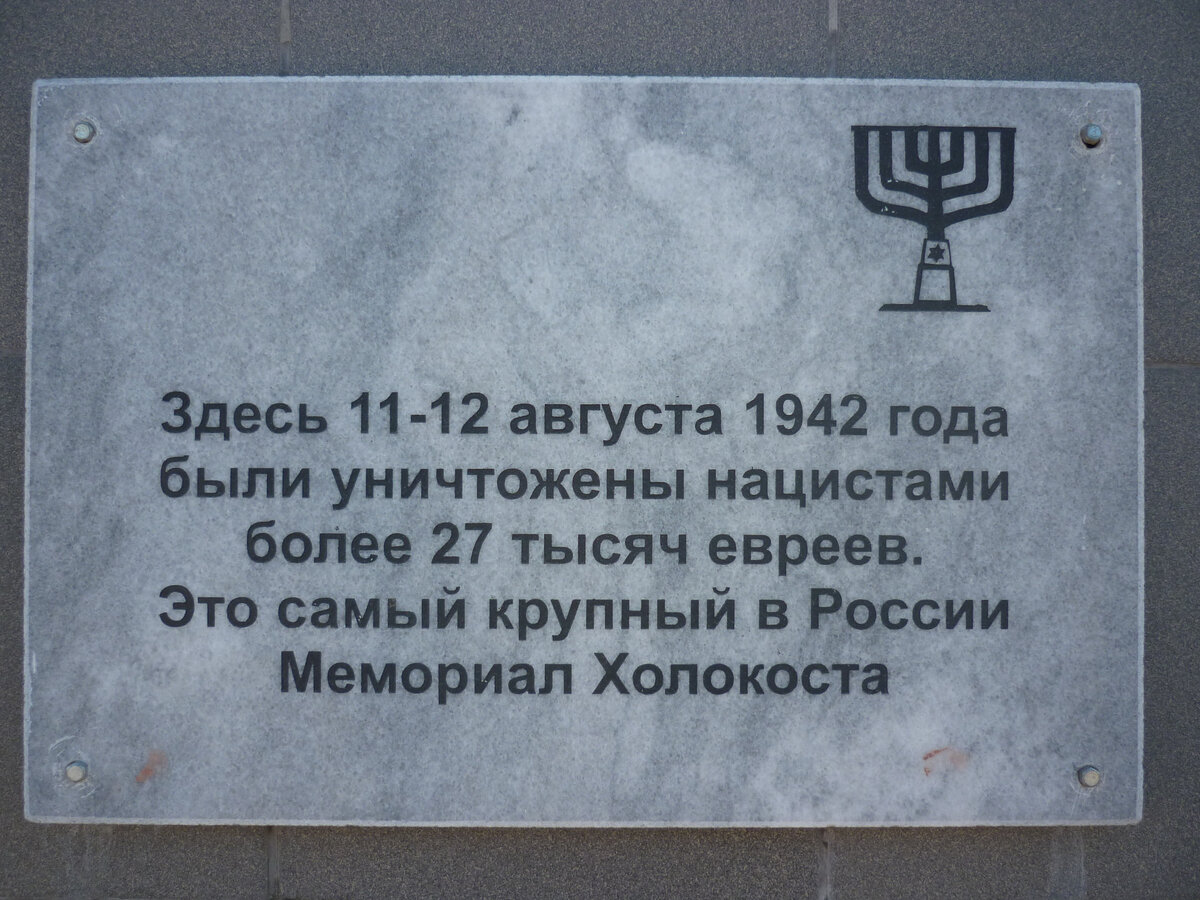 Здесь 11-12 августа 1942 года
были уничтожены нацистами
более 27 тысяч евреев.
Это самый крупный в России
Мемориал Холокоста